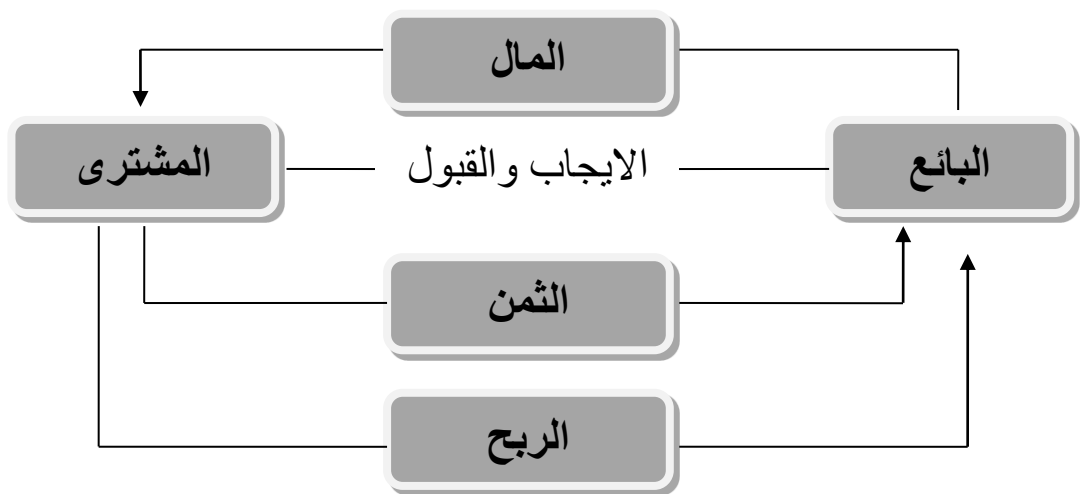 المال
البائع
الايجاب والقبول
المشترى
الثمن
الربح